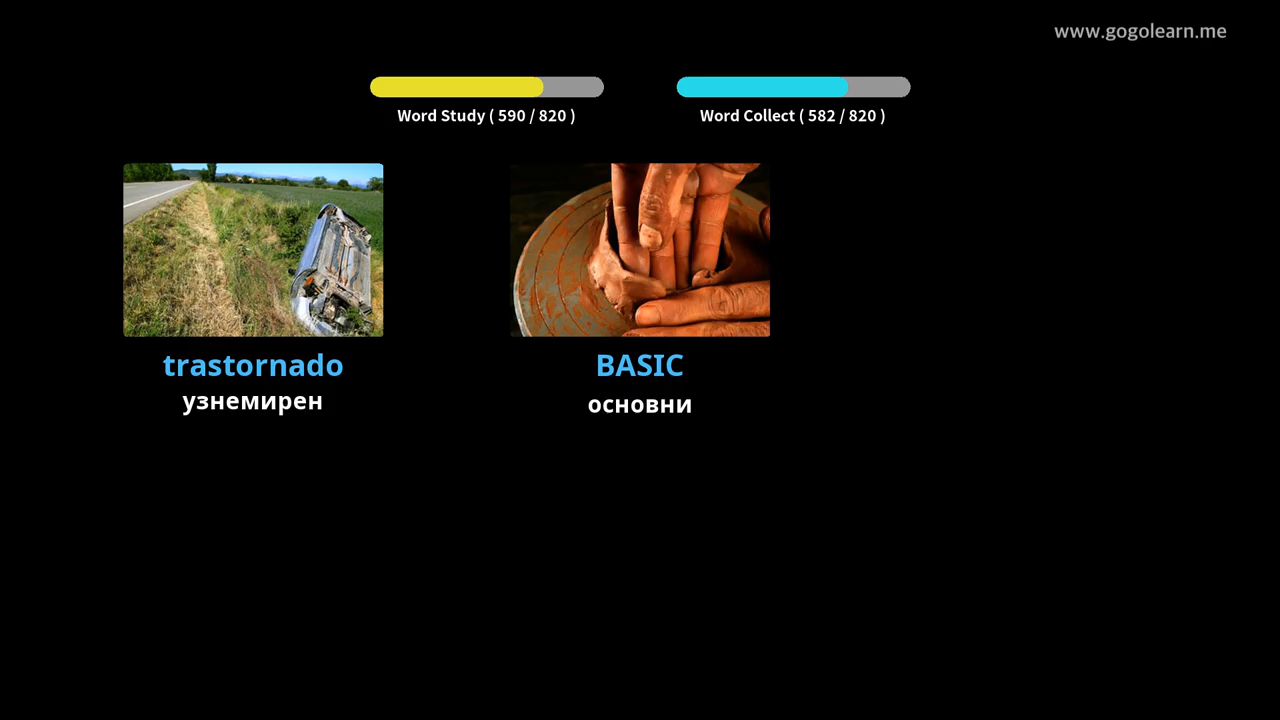 www.gogolearn.me
Word Study ( 590 / 820 )
Word Collect ( 582 / 820 )
trastornado
узнемирен
BASIC
основни